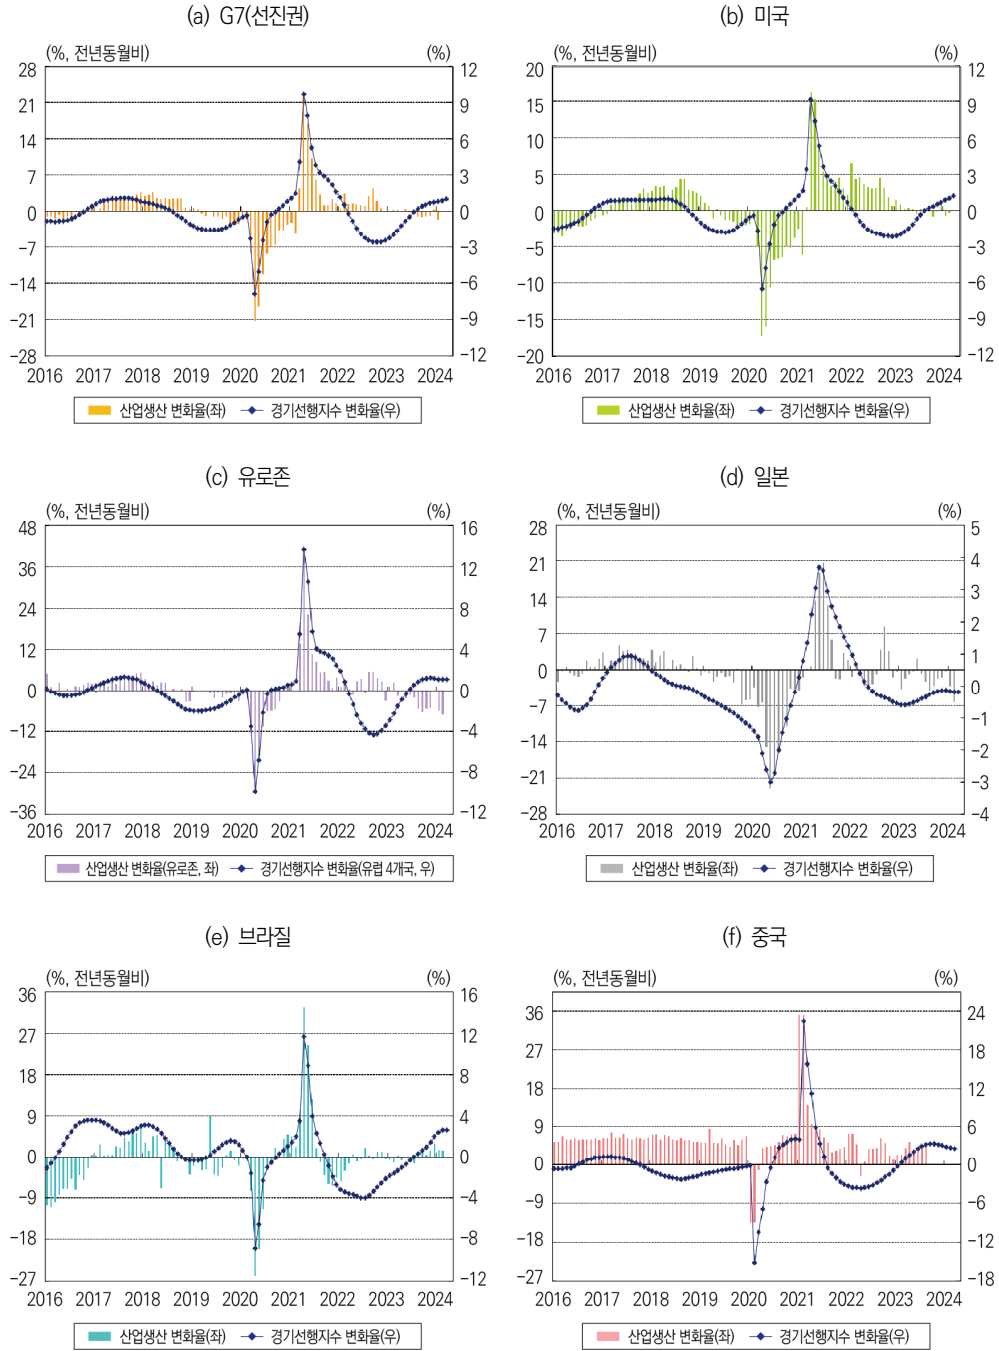 (a) G7(선진권)
(%, 전년동월비) (%)
28 12
21 9
14 6
7 3
0 0
-7 -3
-14 -6
-21 -9
-28 -12
2016 2017 2018 2019 2020 2021 2022 2023 2024
산업생산 변화율(좌) 경기선행지수 변화율(우)
(b) 미국
(%, 전년동월비) (%)
20 12
15 9
10 6
5 3
0 0
-5 -3
-10 -6
-15 -9
-20 -12
2016 2017 2018 2019 2020 2021 2022 2023 2024
산업생산 변화율(좌) 경기선행지수 변화율(우)
(c) 유로존
(%, 전년동월비) (%)
48 16
36 12
24 8
12 4
0 0
-12 -4
-24 -8
-36 -12
2016 2017 2018 2019 2020 2021 2022 2023 2024
산업생산 변화율(유로존, 좌) 경기선행지수 변화율(유럽 4개국, 우)
(d) 일본
(%, 전년동월비) (%)
28 5
21 4
14 3
7 2
0 1
-7 0
-14 -1
-21 -2
-28 -3
-4
2016 2017 2018 2019 2020 2021 2022 2023 2024
산업생산 변화율(좌) 경기선행지수 변화율(우)
(e) 브라질
(%, 전년동월비) (%)
36 16
27 12
18 8
9 4
0 0
-9 -4
-18 -8
-27 -12
2016 2017 2018 2019 2020 2021 2022 2023 2024
산업생산 변화율(좌) 경기선행지수 변화율(우)
(f) 중국
(%, 전년동월비) (%)
36 24
27 18
18 12
9 6
0 0
-9 -6
-18 -12
-27 -18
2016 2017 2018 2019 2020 2021 2022 2023 2024
산업생산 변화율(좌) 경기선행지수 변화율(우)